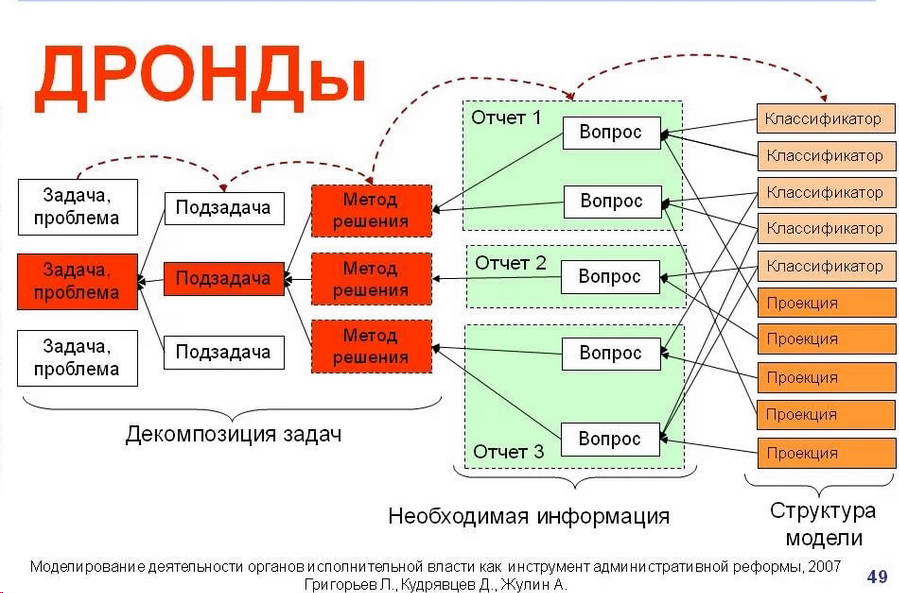 ДРОНДы
Задача,
проблема
Задача,
проблема
Задача,
проблема
Подзадача
Подзадача
Подзадача
Метод
решения
Метод
решения
Метод
решения
Декомпозиция задач
Отчет 1
Вопрос
Вопрос
Отчет 2
Вопрос
Вопрос
Вопрос
Отчет 3
Необходимая информация
Классификатор
Классификатор
Классификатор
Классификатор
Классификатор
Проекция
Проекция
Проекция
Проекция
Проекция
Структура
модели
Моделирование деятельности органов исполнительной власти как инструмент административной реформы, 2007
Григорьев Л., Кудрявцев Д., Жулин А.
49